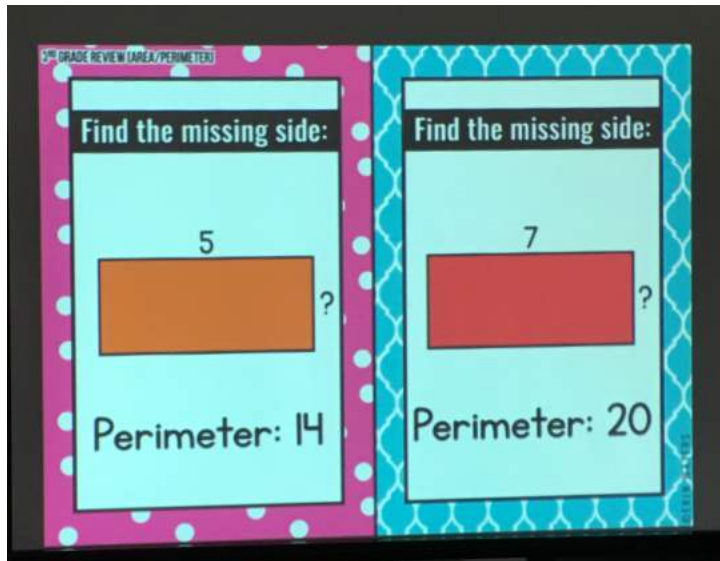 3RD GRADE REVIEW (AREA/PERIMETER)
Find the missing side:
5
?
Perimeter: 14
Find the missing side:
7
?
Perimeter: 20